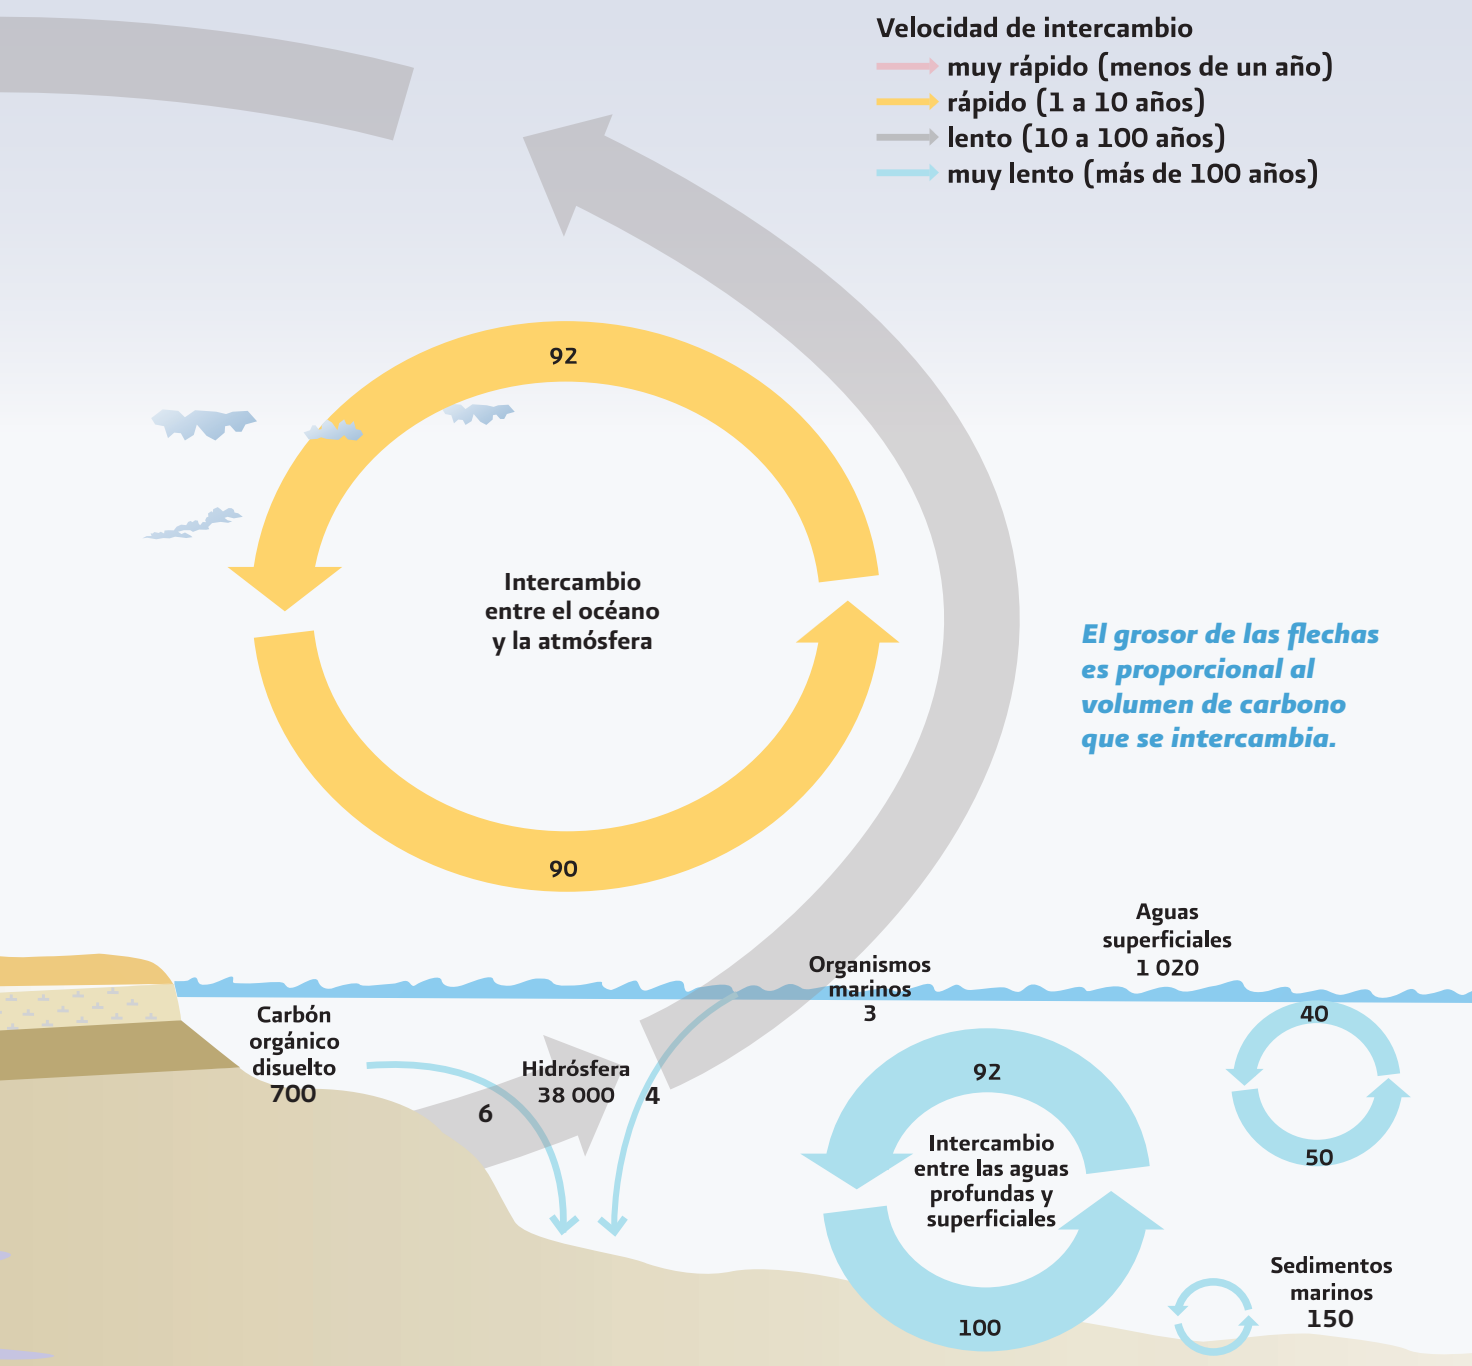 Velocidad de intercambio
muy rápido (menos de un año)
rápido (1 a 10 años)
lento (10 a 100 años)
muy lento (más de 100 años)
92
Intercambio
entre el océano
y la atmósfera
90
El grosor de las flechas
es proporcional al
volumen de carbono
que se intercambia.
Aguas
superficiales
1 020
Organismos
marinos
3
Carbón
orgánico
disuelto
700
Hidrósfera
38 000
4
6
92
Intercambio
entre las aguas
profundas y
superficiales
100
40
50
Sedimentos
marinos
150